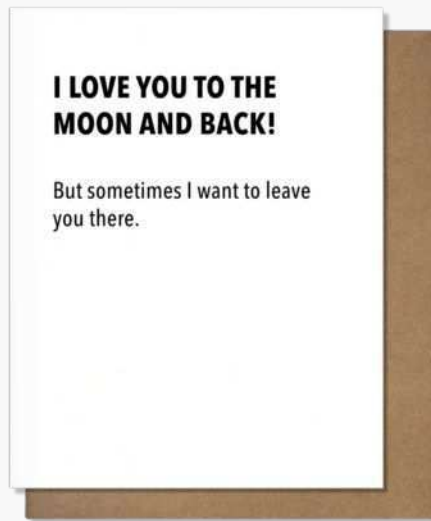 I LOVE YOU TO THE
MOON AND BACK!
But sometimes I want to leave
you there.